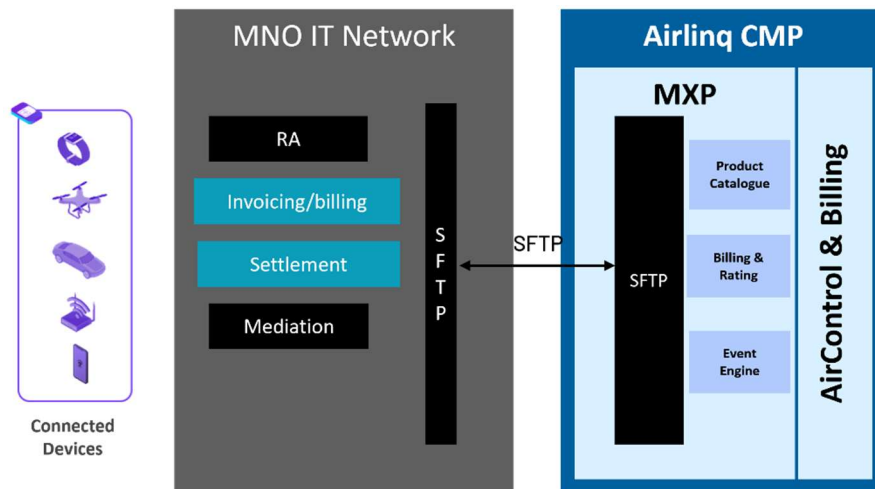 MNO IT Network
RA
Invoicing/billing
Settlement
Mediation
S
F
T
P
Connected
Devices
SFTP
Airlinq CMP
MXP
SFTP
Product
Catalogue
Billing &
Rating
Event
Engine
AirControl & Billing